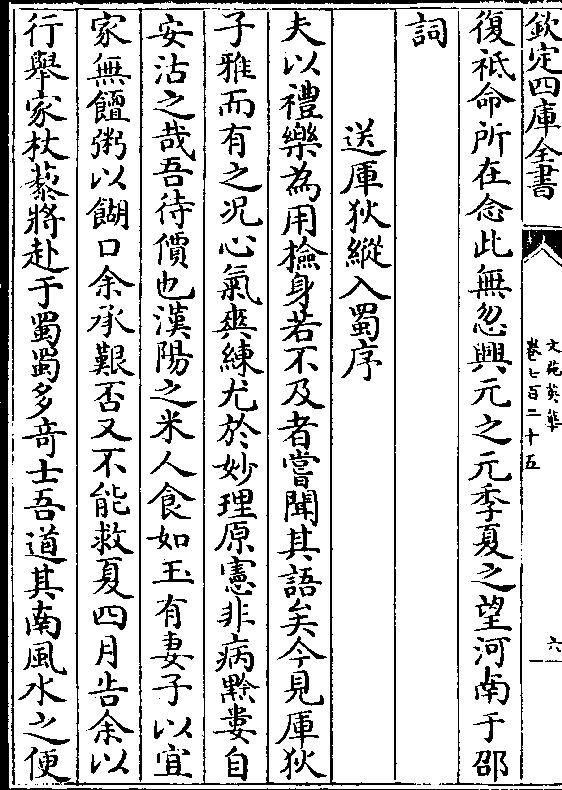 欽定四庫全書
文苑英華
卷七百二十五
六
復祗命所在念此無忽興元之元季夏之望河南于邵
詞
送厙狄縱入蜀序
夫以禮樂為用檢身若不及者嘗聞其語矣今見厙狄
子雅而有之况心氣爽練尤於妙理原憲非病黔婁自
安沽之哉吾待價也漢陽之米人食如玉有妻子以宜
家無饘粥以餬口余承艱否又不能救夏四月告余以
行舉家杖藜將赴于蜀蜀多竒士吾道其南風水之便